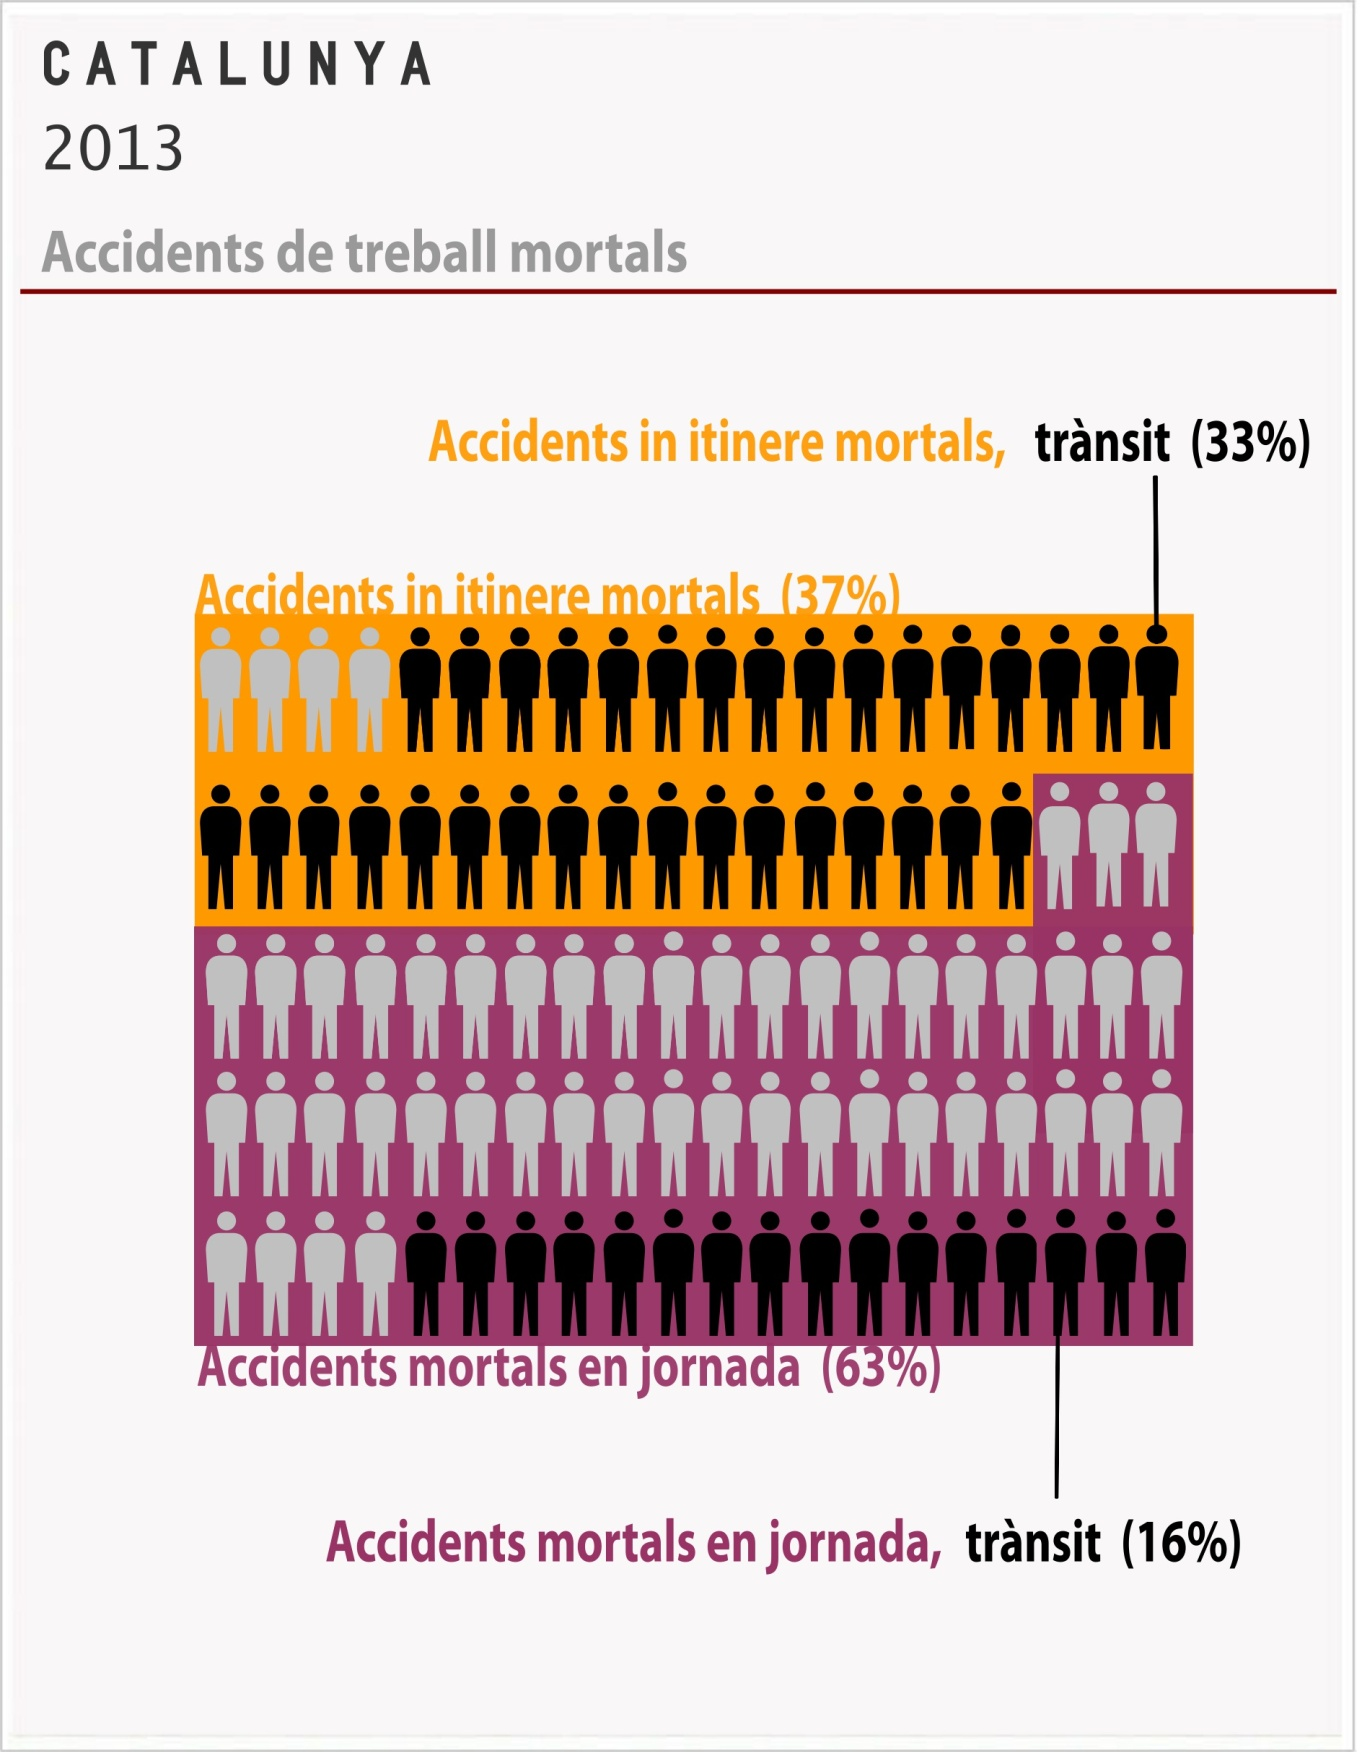 CATALUNYA
2013
Accidents de treball mortals
Accidents in itinere mortals, trànsit (33%)
Accidents in itinere mortals (37%)
Accidents mortals en jornada (63%)
Accidents mortals en jornada, trànsit (16%)